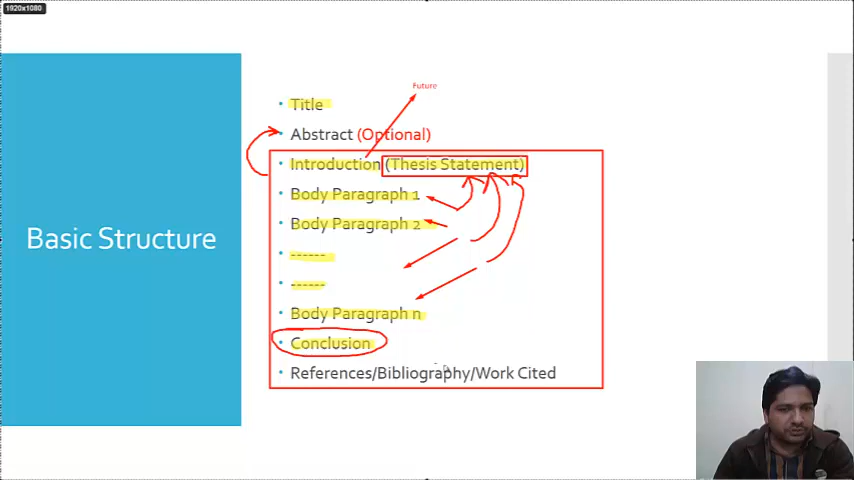 1920x1080
Future
Title
Abstract (Optional)
Introduction (Thesis Statement)
Body Paragraph 1
Body Paragraph 2
------
------
Body Paragraph n
Conclusion
References/Bibliography/Work Cited
Basic Structure